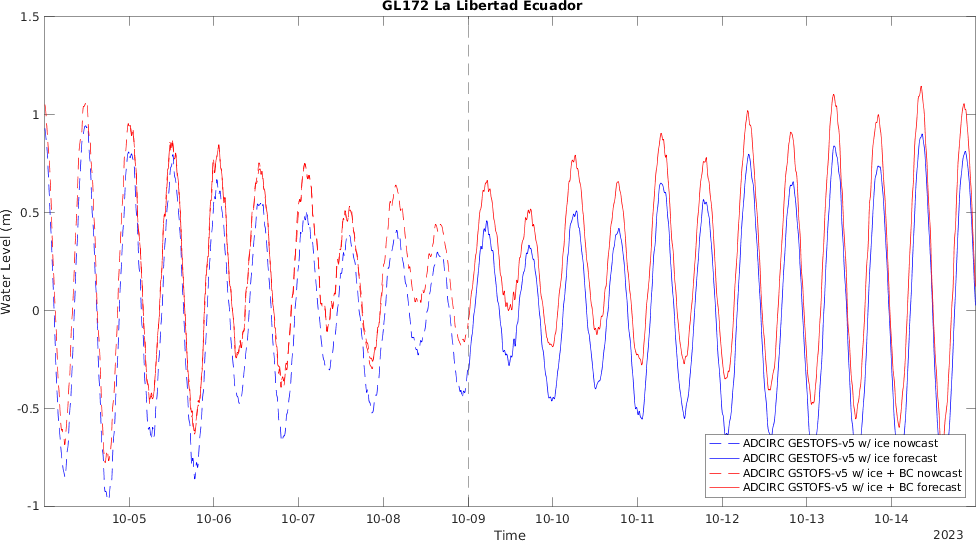 GL172 La Libertad Ecuador
1.5
1
0.5
0
-0.5
-1
Water Level (m)
10-05 10-06 10-07 10-08 10-09 10-10 10-11 10-12 10-13 10-14
Time
2023
ADCIRC GESTOFS-v5 w/ ice nowcast
ADCIRC GESTOFS-v5 w/ ice forecast
ADCIRC GSTOFS-v5 w/ ice + BC nowcast
ADCIRC GSTOFS-v5 w/ ice + BC forecast